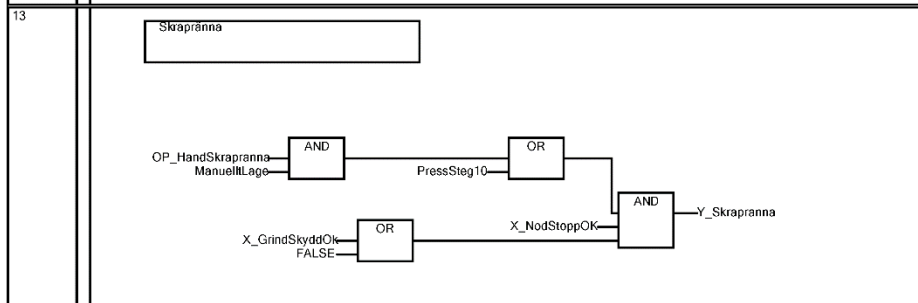 13
Skrapränna
AND
OR
OP_HandSkrapranna
ManuelltLage
PressSteg10
AND
Y_Skrapranna
X_NodStoppOK
OR
X_GrindSkyddOk
FALSE